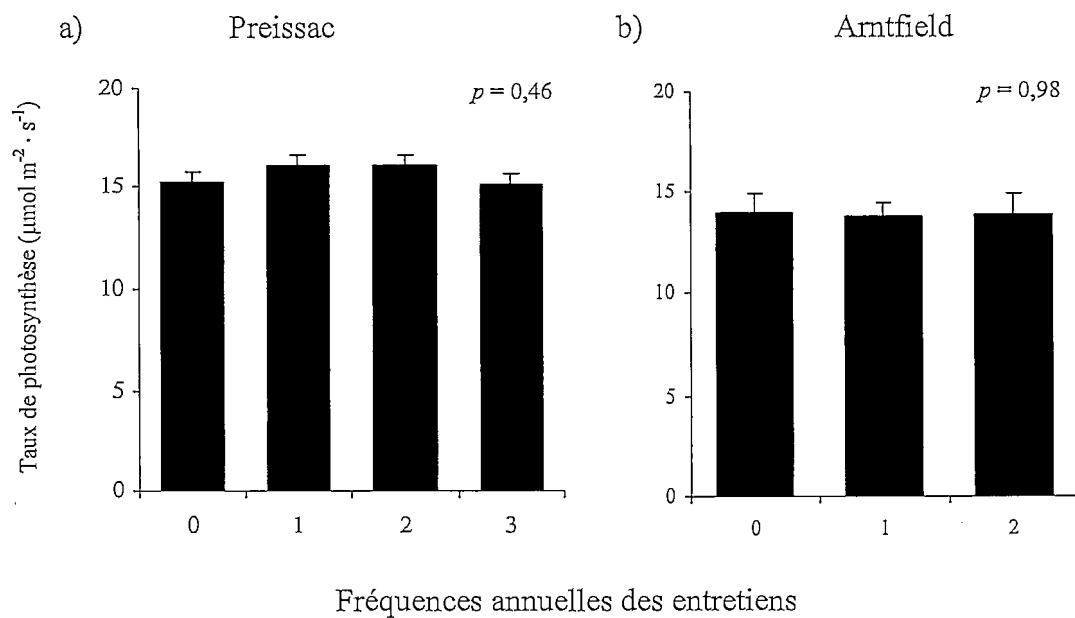 a) Preissac
b) Arntfield
Taux de photosynthèse (μmol m⁻² · s⁻¹)
20
15
10
5
0
p = 0,46
0 1 2 3
20
15
10
5
0
p = 0,98
0 1 2
Fréquences annuelles des entretiens